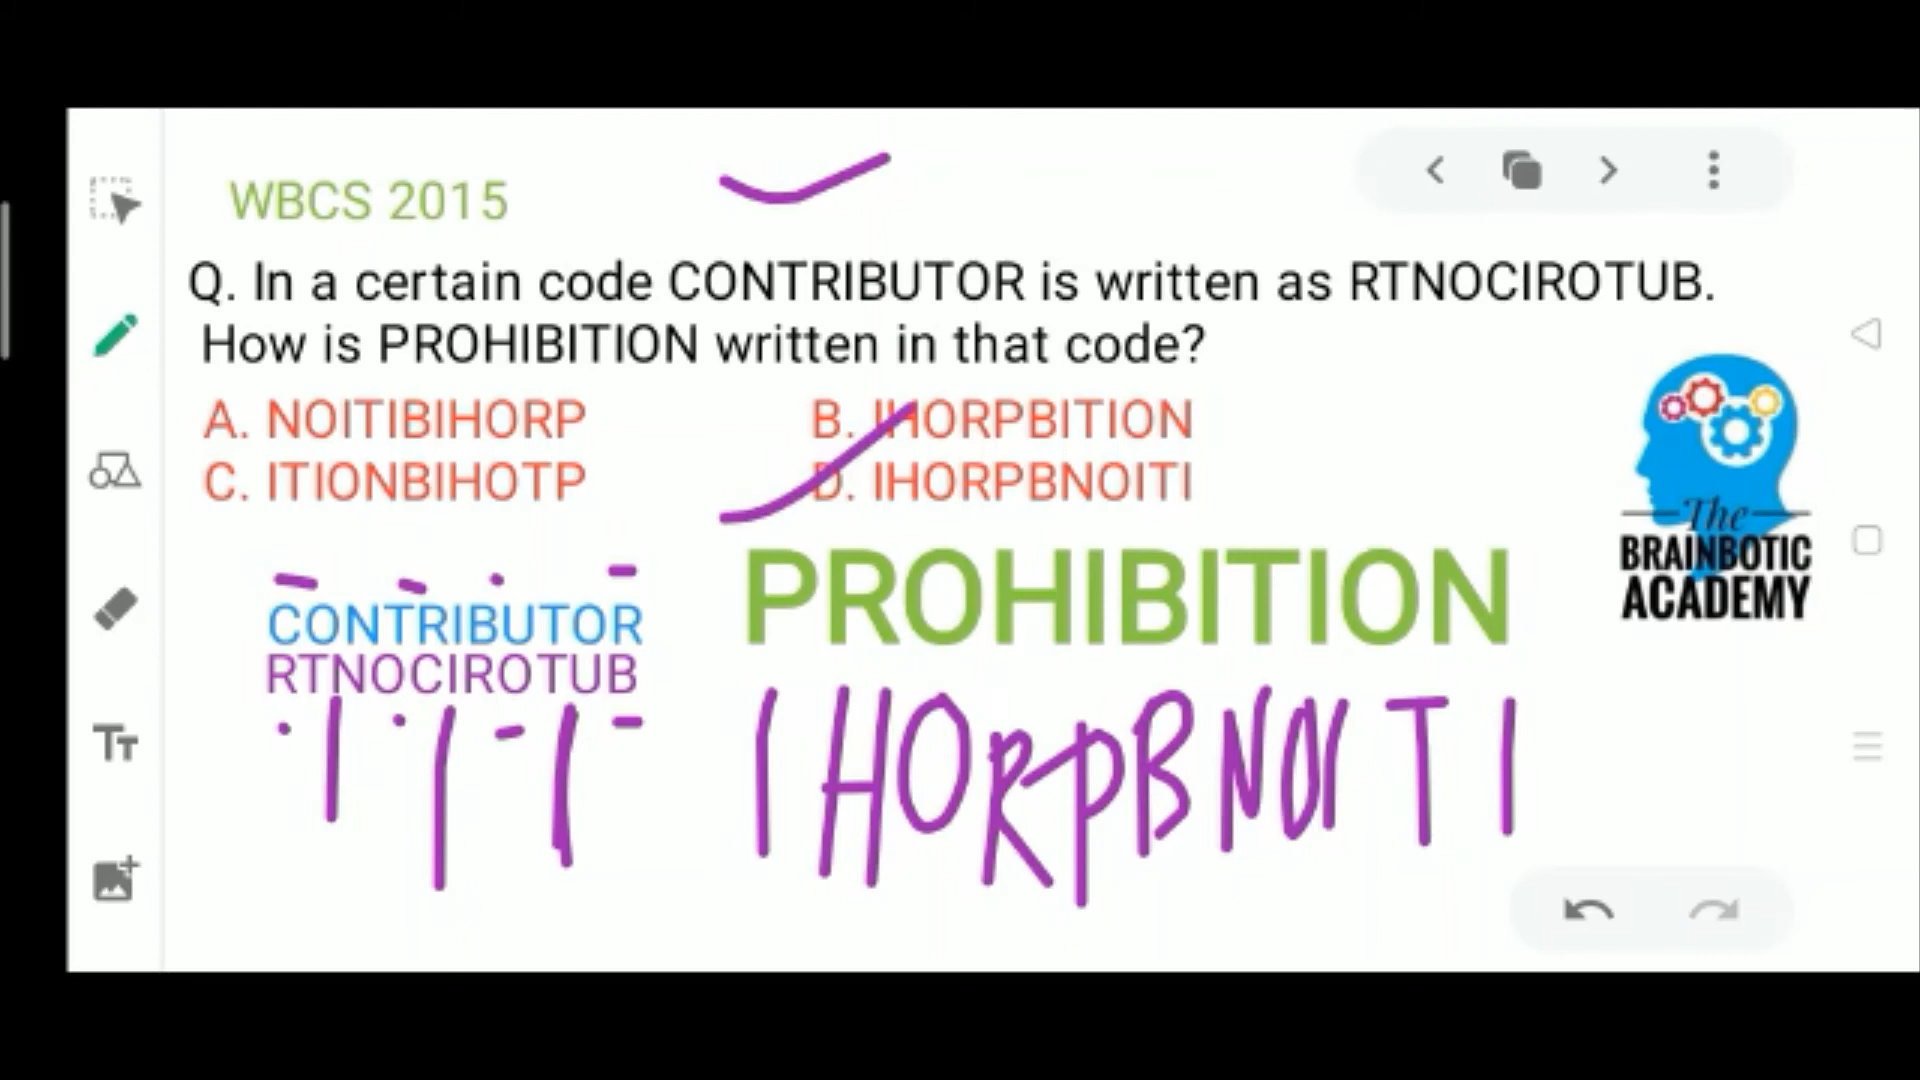 WBCS 2015
Q. In a certain code CONTRIBUTOR is written as RTNOCIROTUB.
How is PROHIBITION written in that code?
A. NOITIBIHORP B. IHORPBITION
C. ITIONBIHOTP D. IHORPBNOITI
CONTRIBUTOR
RTNOCIROTUB
PROHIBITION
IHORPBNOITI
The
BRAINBOTIC
ACADEMY
Tт